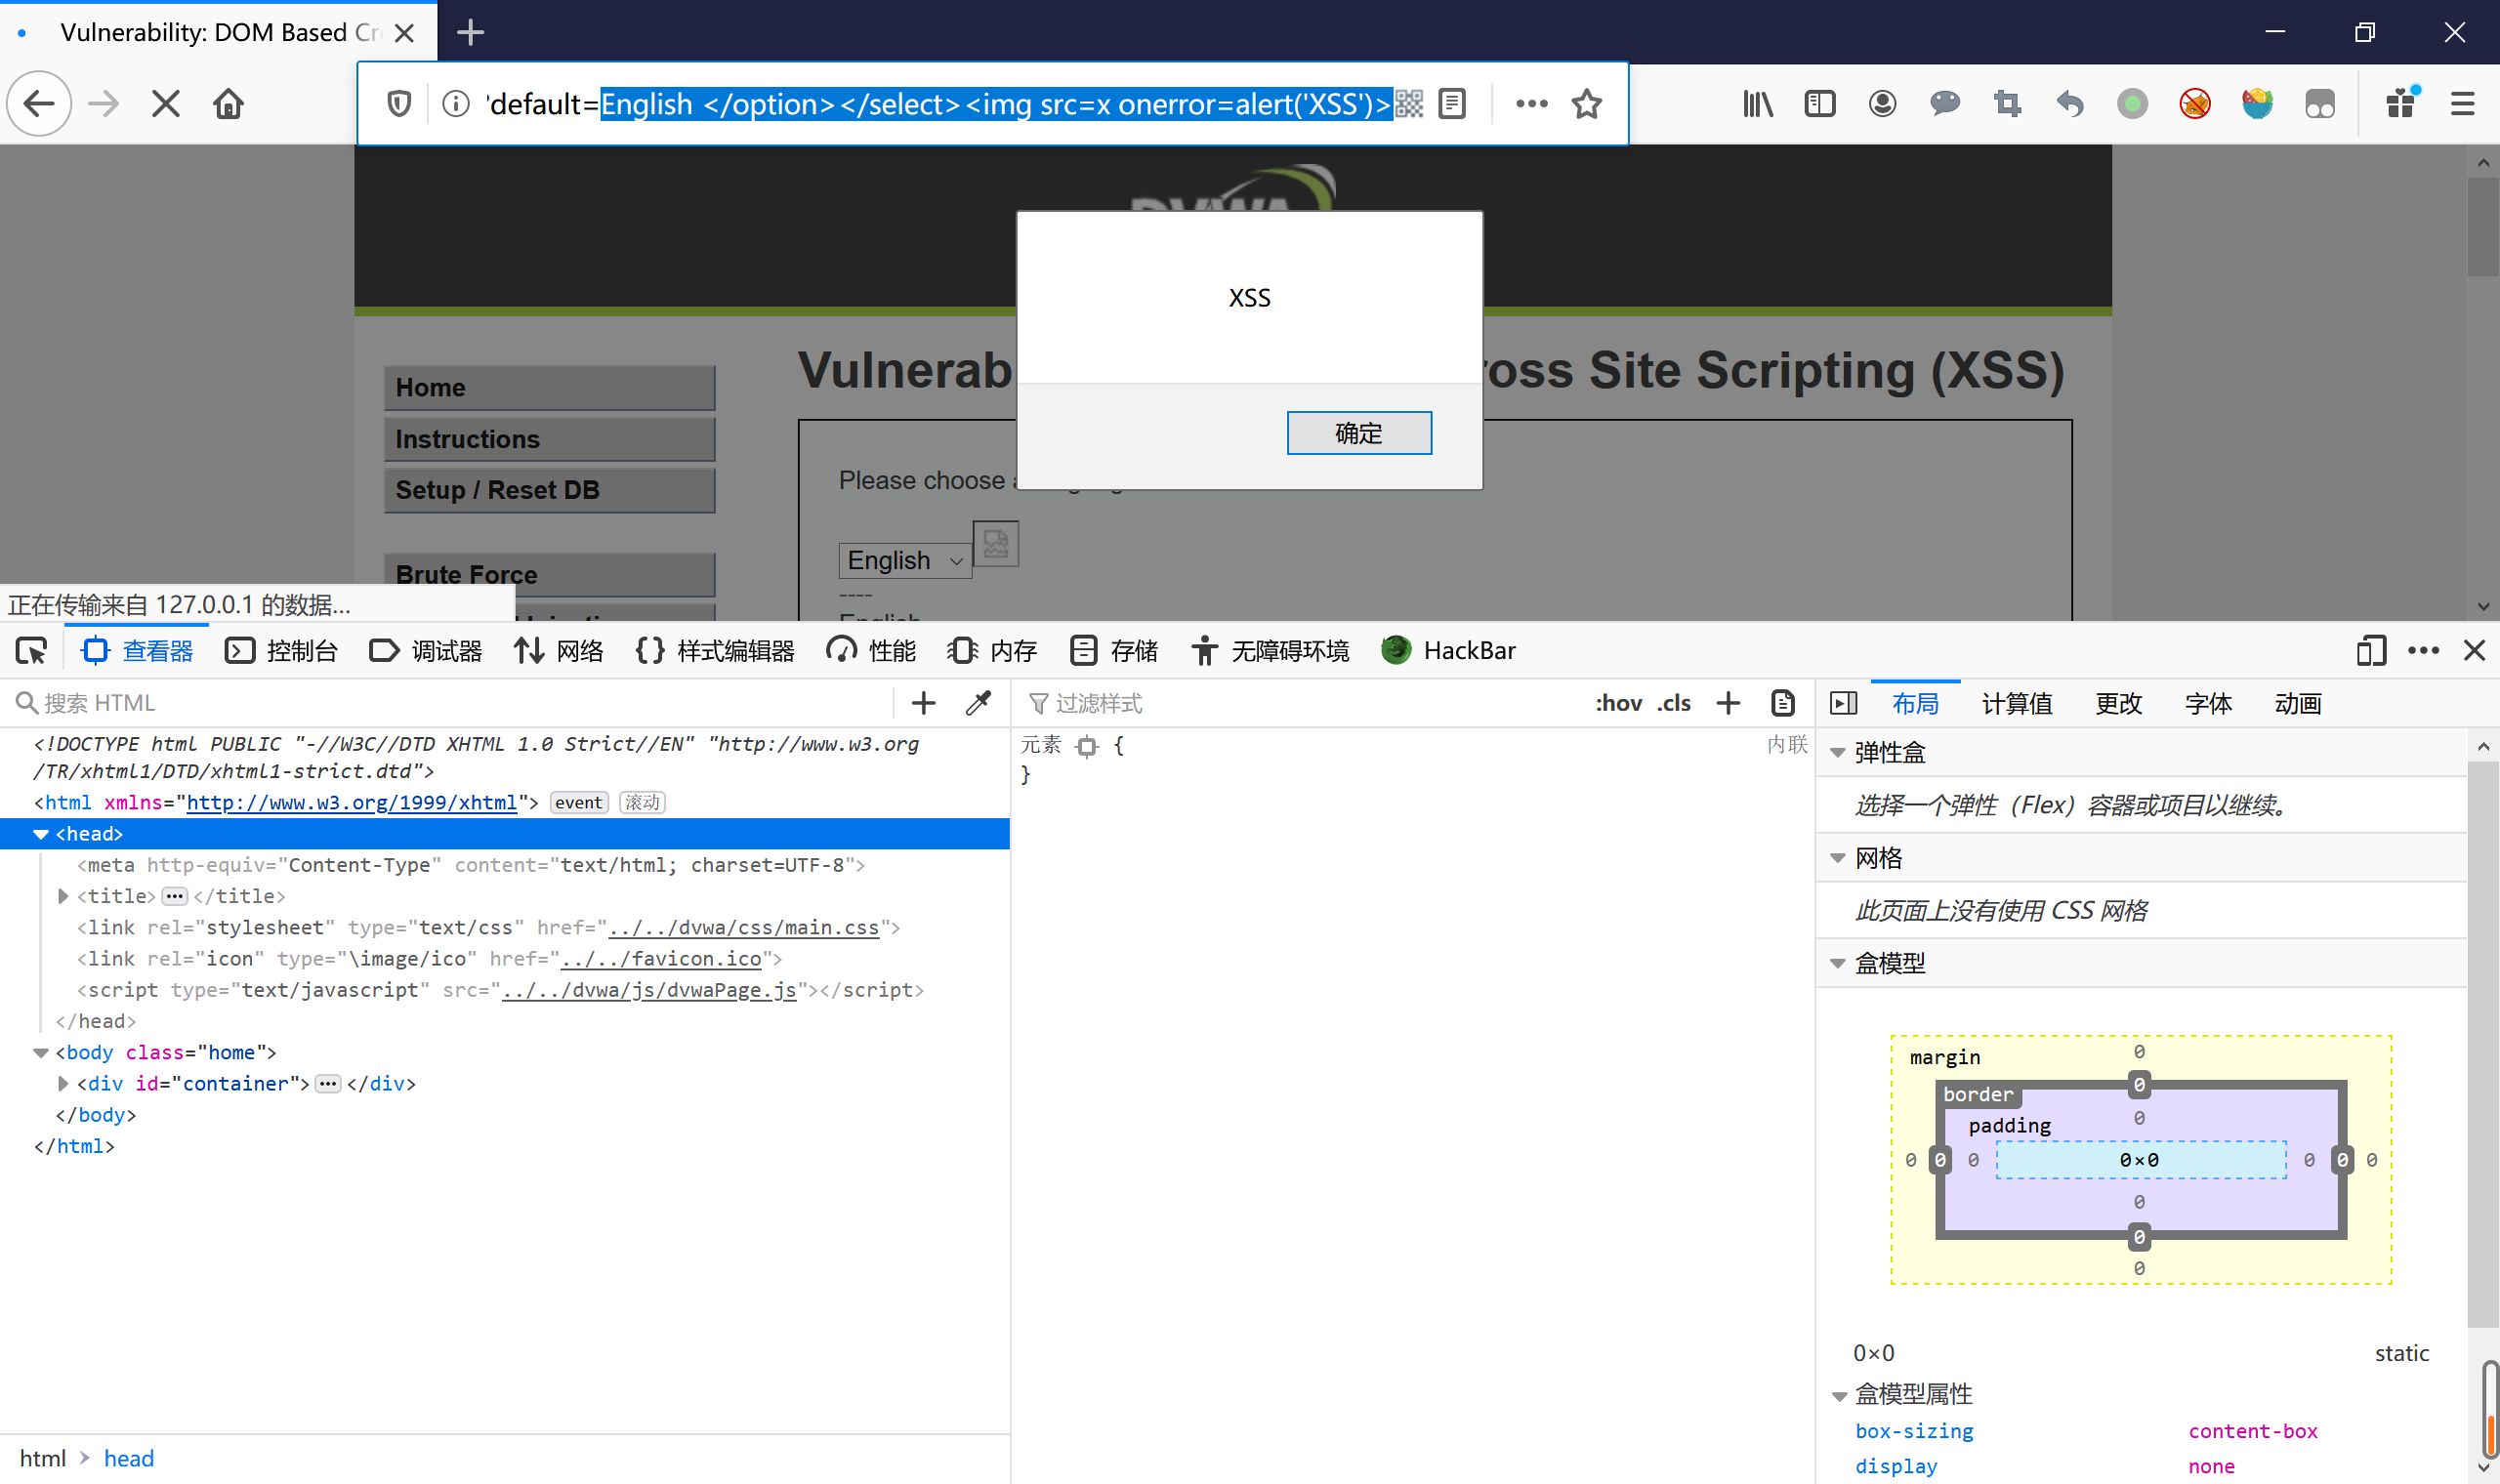 Vulnerability: DOM Based Cr
?default=English </option></select><img src=x onerror=alert('XSS')>
DVWA
XSS
确定
Vulnerab
ross Site Scripting (XSS)
Home
Instructions
Setup / Reset DB
Brute Force
Please choose a
English
----
English
正在传输来自 127.0.0.1 的数据...
查看器 控制台 调试器 网络 样式编辑器 性能 内存 存储 无障碍环境 HackBar
搜索 HTML
过滤样式
:hov .cls
布局 计算值 更改 字体 动画
<!DOCTYPE html PUBLIC "-//W3C//DTD XHTML 1.0 Strict//EN" "http://www.w3.org
/TR/xhtml1/DTD/xhtml1-strict.dtd">
<html xmlns="http://www.w3.org/1999/xhtml"> event 滚动
<head>
<meta http-equiv="Content-Type" content="text/html; charset=UTF-8">
<title>···</title>
<link rel="stylesheet" type="text/css" href="../../dvwa/css/main.css">
<link rel="icon" type="\image/ico" href="../../favicon.ico">
<script type="text/javascript" src="../../dvwa/js/dvwaPage.js"></script>
</head>
<body class="home">
<div id="container">···</div>
</body>
</html>
html > head
元素 {
内联
}
弹性盒
选择一个弹性（Flex）容器或项目以继续。
网格
此页面上没有使用 CSS 网格
盒模型
margin
0
border
0
padding
0
0 0 0 0×0 0 0 0
0
0
0
0×0 static
盒模型属性
box-sizing content-box
display none